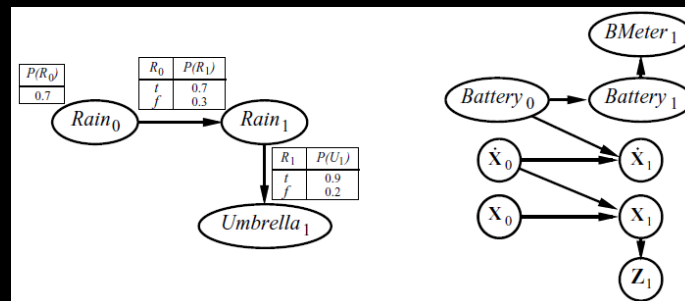 P(R0)
0.7
R0 P(R1)
t 0.7
f 0.3
Rain0
Rain1
R1 P(U1)
t 0.9
f 0.2
Umbrella1
BMeter1
Battery0
Battery1
Ẋ0
Ẋ1
X0
X1
Z1